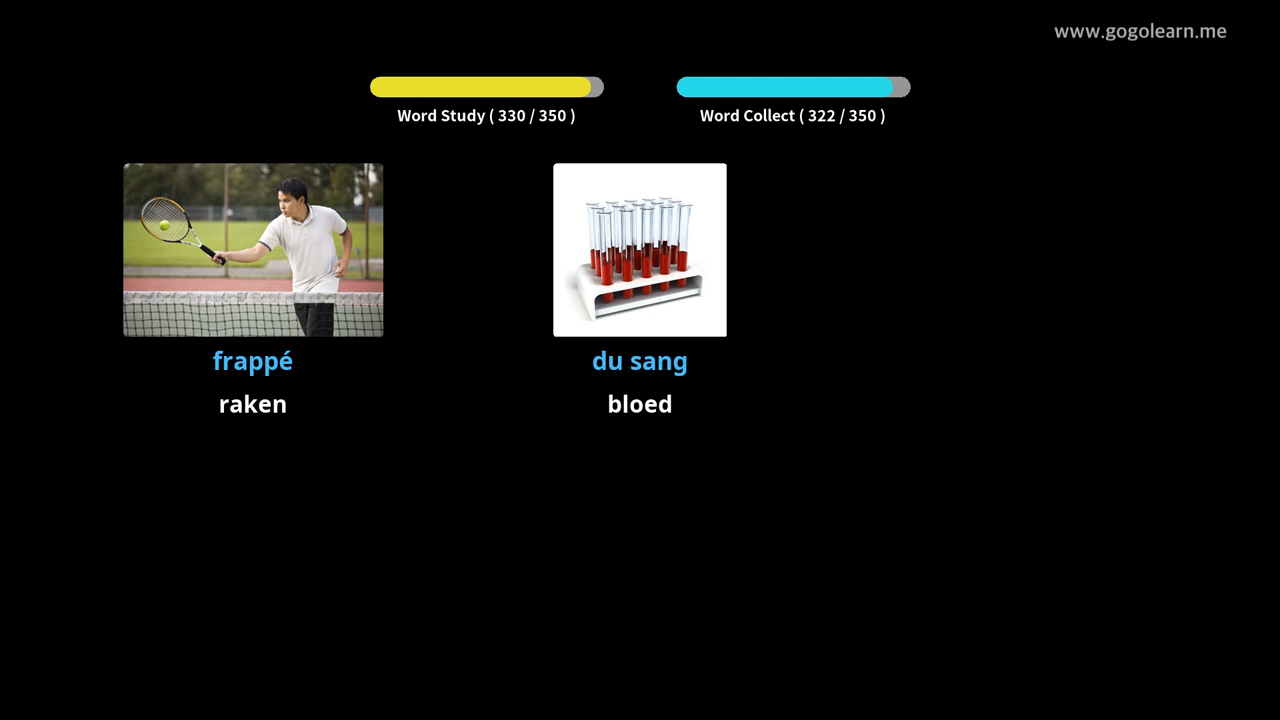 www.gogolearn.me
Word Study ( 330 / 350 )
Word Collect ( 322 / 350 )
frappé
du sang
raken
bloed